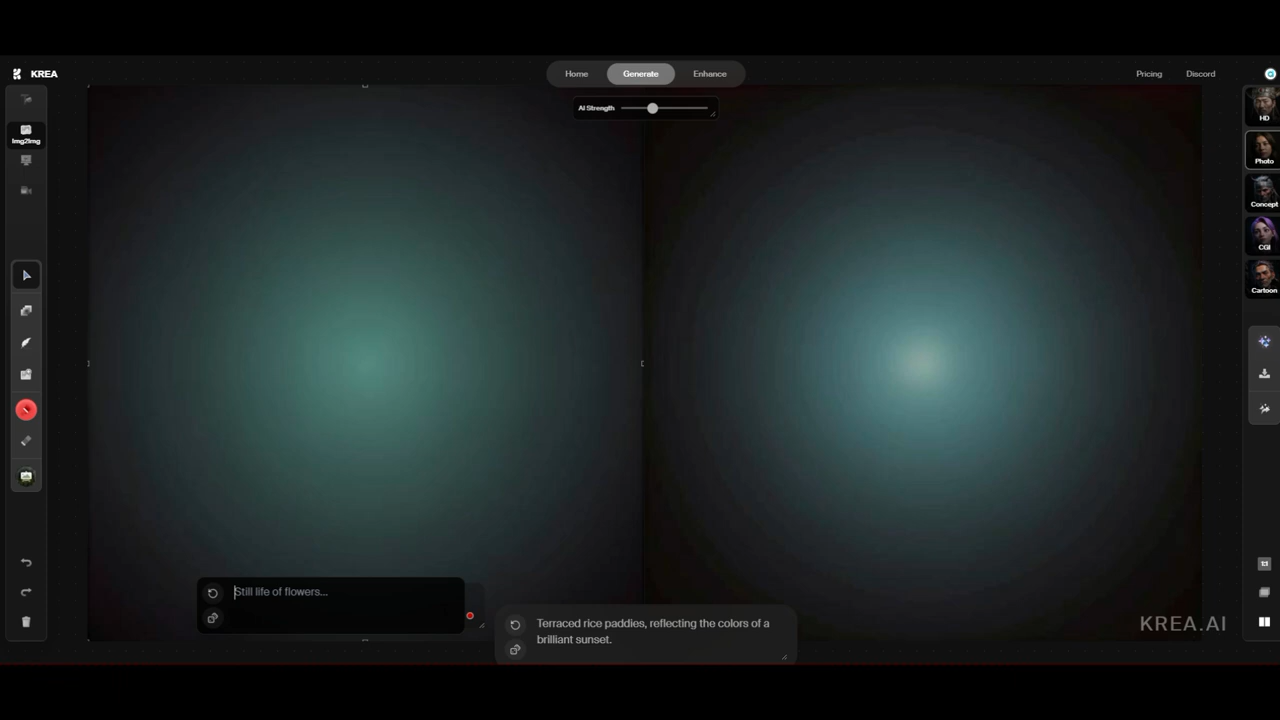 KREA
Home
Generate
Enhance
Pricing
Discord
AI Strength
Img2Img
HD
Photo
Concept
CGI
Cartoon
Still life of flowers...
Terraced rice paddies, reflecting the colors of a
brilliant sunset.
KREA.AI